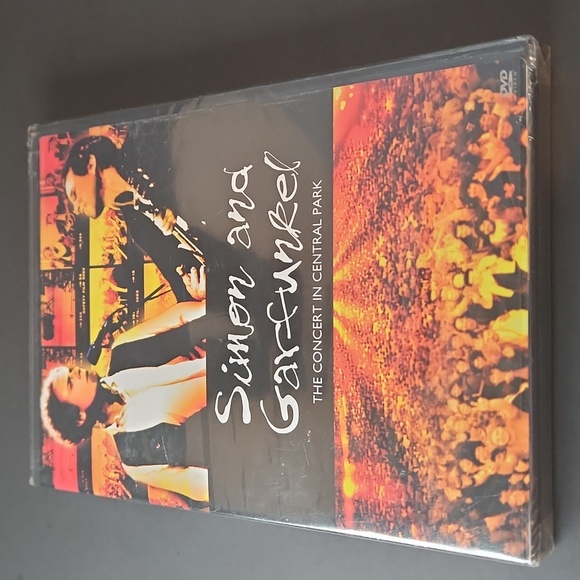 Simon and
Garfunkel
THE CONCERT IN CENTRAL PARK
DVD